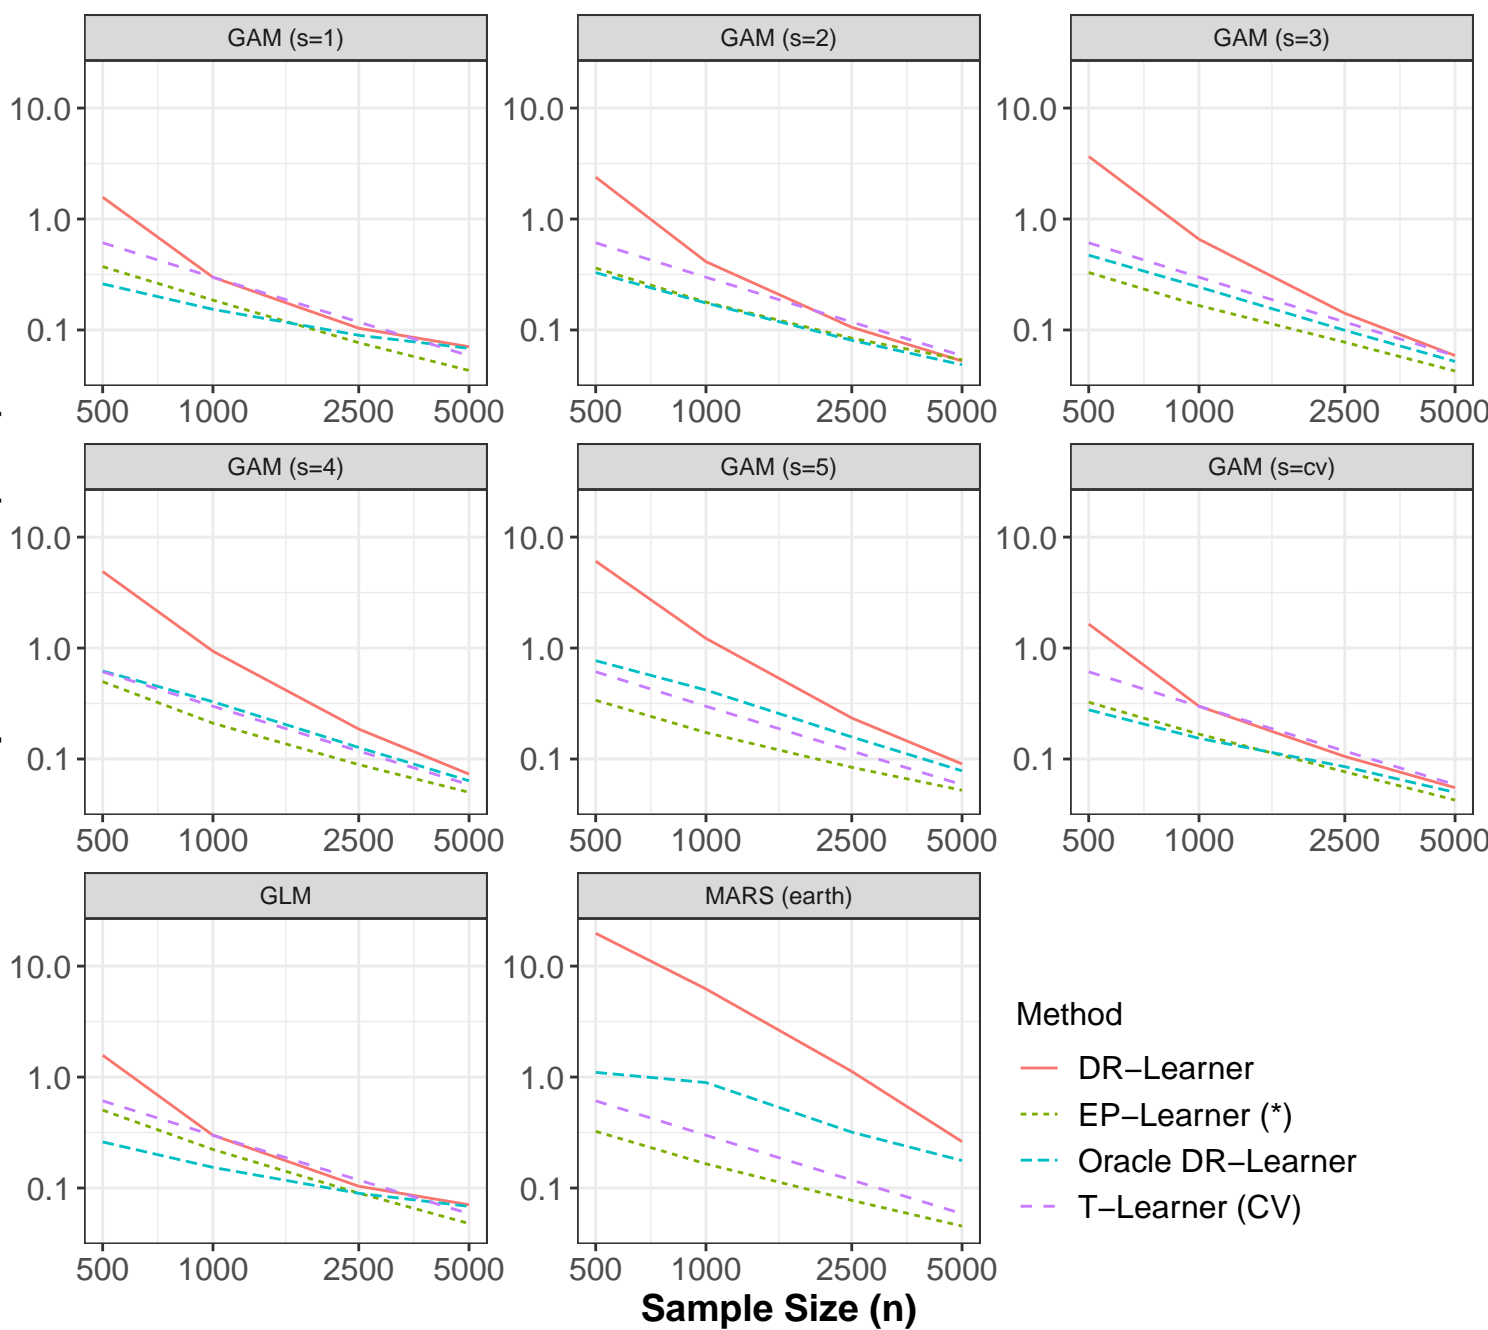 GAM (s=1) GAM (s=2) GAM (s=3)
10.0 10.0 10.0
1.0 1.0 1.0
0.1 0.1 0.1
500 1000 2500 5000 500 1000 2500 5000 500 1000 2500 5000
GAM (s=4) GAM (s=5) GAM (s=cv)
10.0 10.0 10.0
1.0 1.0 1.0
0.1 0.1 0.1
500 1000 2500 5000 500 1000 2500 5000 500 1000 2500 5000
GLM MARS (earth)
10.0 10.0
1.0 1.0
0.1 0.1
500 1000 2500 5000 500 1000 2500 5000
Sample Size (n)
Method
DR−Learner
EP−Learner (*)
Oracle DR−Learner
T−Learner (CV)